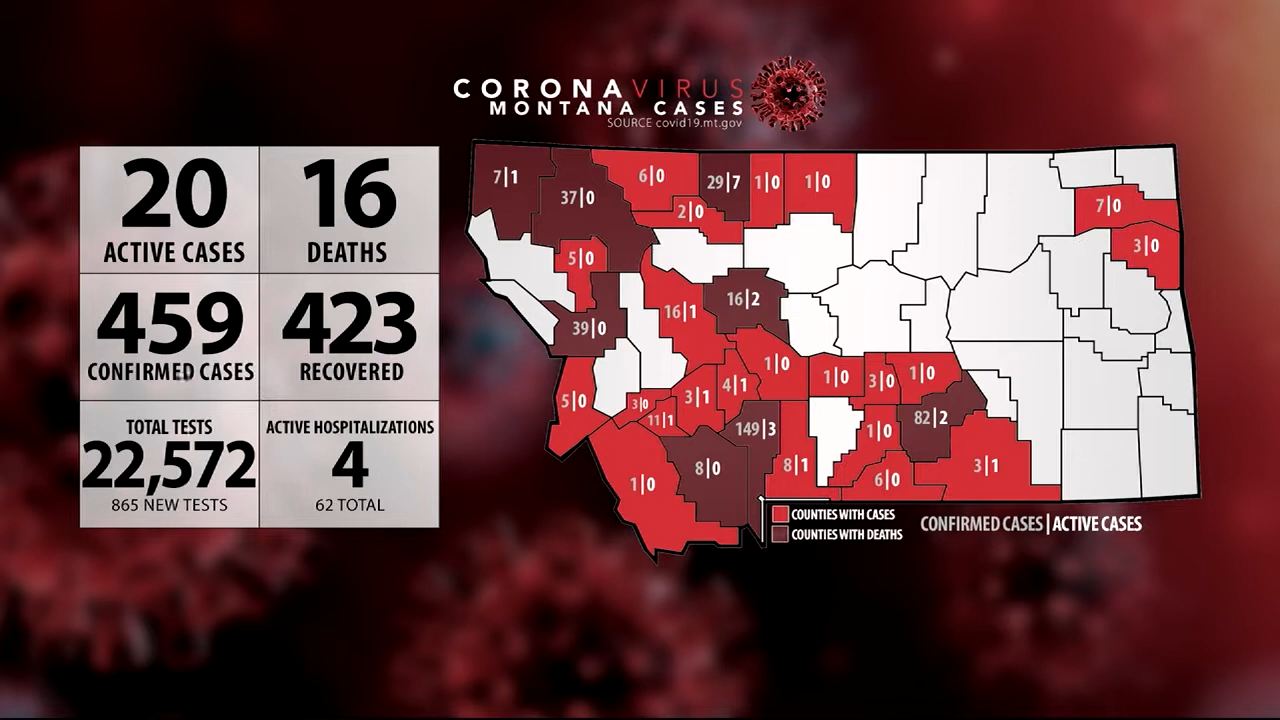 CORONAVIRUS
MONTANA CASES
SOURCE covid19.mt.gov
20
ACTIVE CASES
16
DEATHS
459
CONFIRMED CASES
423
RECOVERED
TOTAL TESTS
22,572
865 NEW TESTS
ACTIVE HOSPITALIZATIONS
4
62 TOTAL
7|1
37|0
6|0
2|0
29|7
1|0
1|0
7|0
3|0
5|0
39|0
16|1
16|2
5|0
3|0
11|1
3|1
4|1
1|0
1|0
3|0
1|0
149|3
8|1
1|0
82|2
1|0
8|0
6|0
3|1
COUNTIES WITH CASES
COUNTIES WITH DEATHS
CONFIRMED CASES|ACTIVE CASES